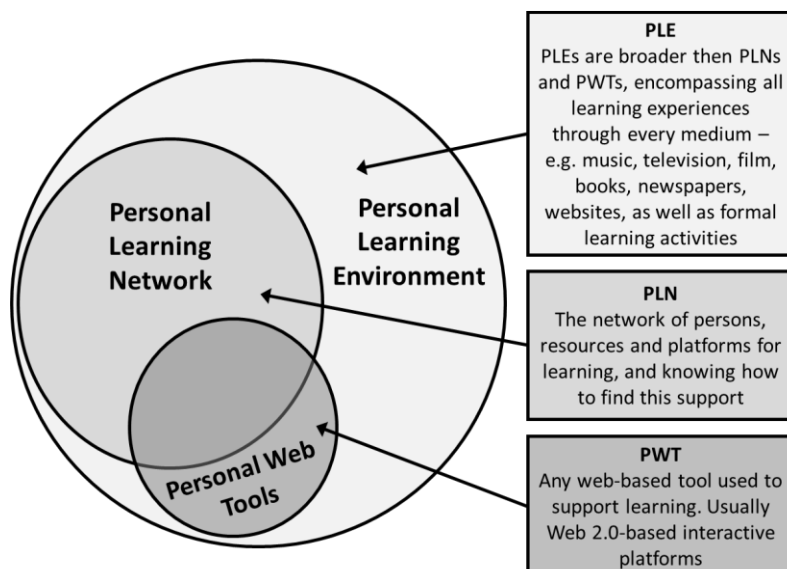 Personal
Learning
Network
Personal
Learning
Environment
Personal Web
Tools
PLE
PLEs are broader then PLNs
and PWTs, encompassing all
learning experiences
through every medium –
e.g. music, television, film,
books, newspapers,
websites, as well as formal
learning activities
PLN
The network of persons,
resources and platforms for
learning, and knowing how
to find this support
PWT
Any web-based tool used to
support learning. Usually
Web 2.0-based interactive
platforms